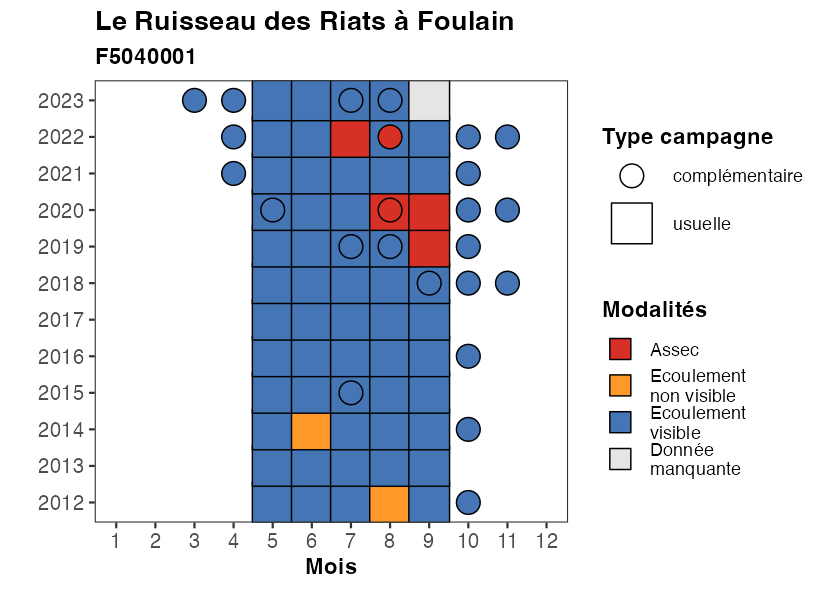 Le Ruisseau des Riats à Foulain
F5040001
2023
2022
2021
2020
2019
2018
2017
2016
2015
2014
2013
2012
1 2 3 4 5 6 7 8 9 10 11 12
Mois
Type campagne
complémentaire
usuelle
Modalités
Assec
Ecoulement
non visible
Ecoulement
visible
Donnée
manquante